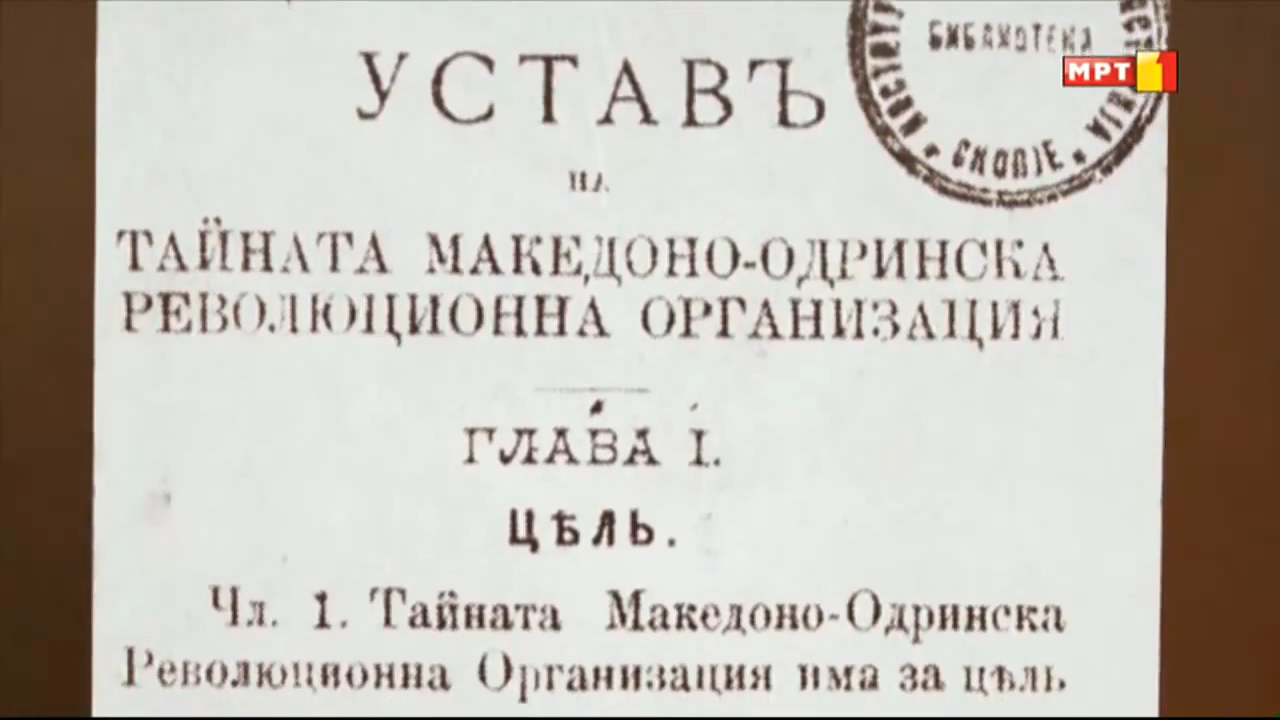 УСТАВЪ
НА
ТАЙНАТА МАКЕДОНО-ОДРИНСКА
РЕВОЛЮЦИОННА ОРГАНИЗАЦИЯ
ГЛАВА I.
ЦѢЛЬ.
Чл. 1. Тайната Македоно-Одринска
Революционна Организация има за цѣль
БИБЛИОТЕКА
СКОПЈЕ
МРТ 1